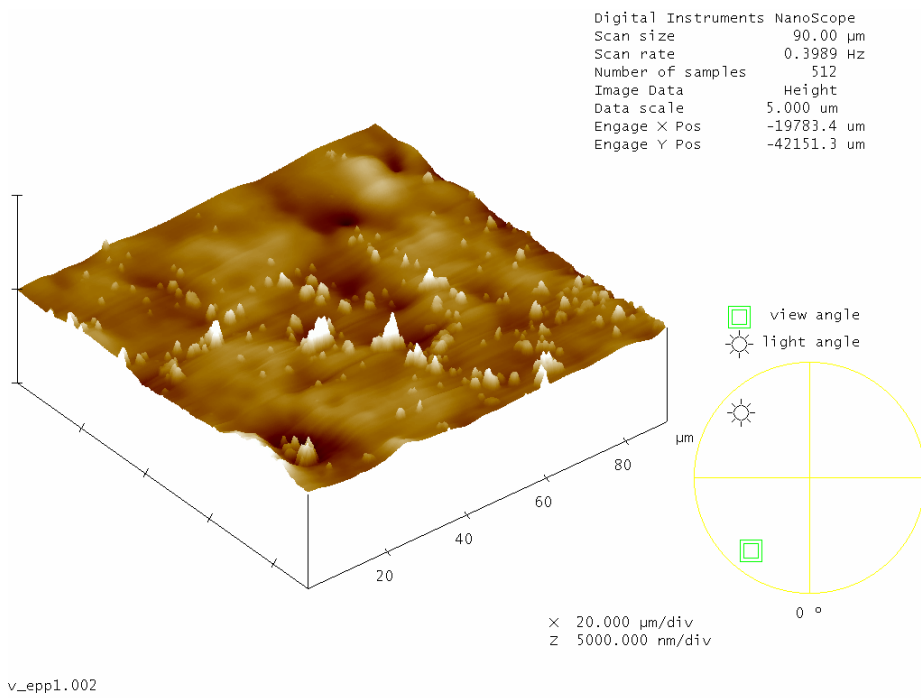 Digital Instruments NanoScope
Scan size 90.00 µm
Scan rate 0.3989 Hz
Number of samples 512
Image Data Height
Data scale 5.000 um
Engage X Pos -19783.4 um
Engage Y Pos -42151.3 um
view angle
light angle
µm
80
60
40
20
0 °
X 20.000 µm/div
Z 5000.000 nm/div
v_epp1.002